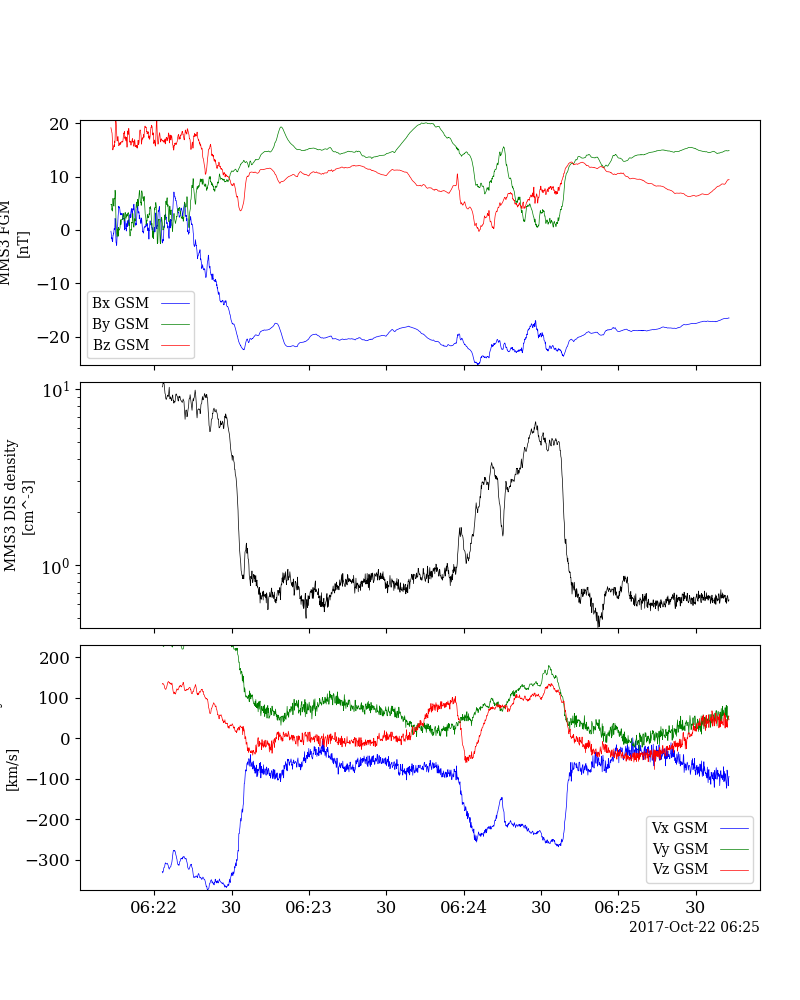 20
10
0
−10
−20
MMS3 FGM
[nT]
Bx GSM
By GSM
Bz GSM
10^1
10^0
MMS3 DIS density
[cm^-3]
200
100
0
−100
−200
−300
[km/s]
Vx GSM
Vy GSM
Vz GSM
06:22 30 06:23 30 06:24 30 06:25 30
2017-Oct-22 06:25